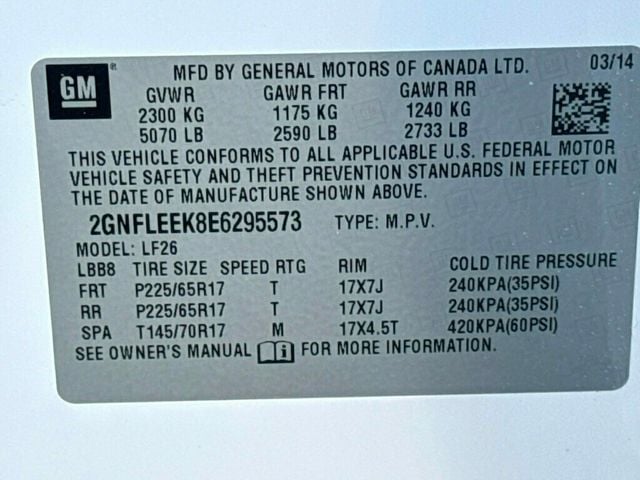 GM ®
MFD BY GENERAL MOTORS OF CANADA LTD. 03/14
GVWR GAWR FRT GAWR RR
2300 KG 1175 KG 1240 KG
5070 LB 2590 LB 2733 LB
THIS VEHICLE CONFORMS TO ALL APPLICABLE U.S. FEDERAL MOTOR
VEHICLE SAFETY AND THEFT PREVENTION STANDARDS IN EFFECT ON
THE DATE OF MANUFACTURE SHOWN ABOVE.
2GNFLEEK8E6295573 TYPE: M.P.V.
MODEL: LF26
LBB8 TIRE SIZE SPEED RTG RIM COLD TIRE PRESSURE
FRT P225/65R17 T 17X7J 240KPA(35PSI)
RR P225/65R17 T 17X7J 240KPA(35PSI)
SPA T145/70R17 M 17X4.5T 420KPA(60PSI)
SEE OWNER'S MANUAL i FOR MORE INFORMATION.